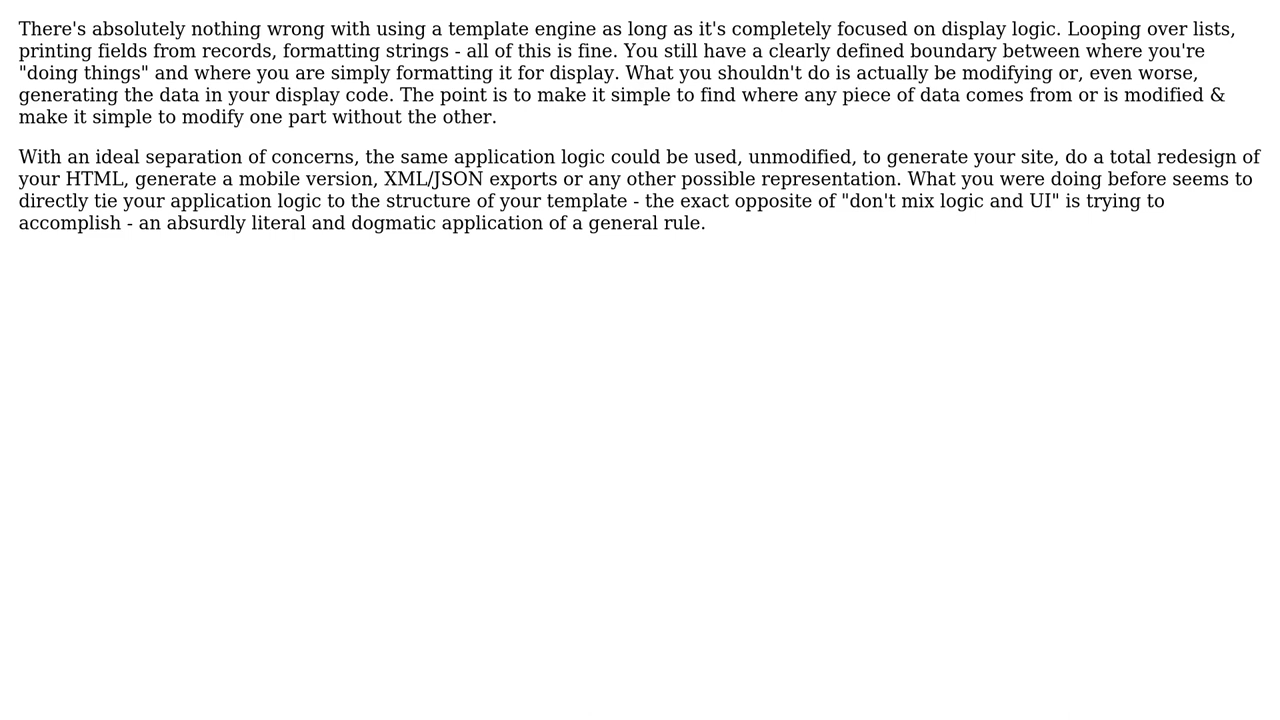 There's absolutely nothing wrong with using a template engine as long as it's completely focused on display logic. Looping over lists,
printing fields from records, formatting strings - all of this is fine. You still have a clearly defined boundary between where you're
"doing things" and where you are simply formatting it for display. What you shouldn't do is actually be modifying or, even worse,
generating the data in your display code. The point is to make it simple to find where any piece of data comes from or is modified &
make it simple to modify one part without the other.
With an ideal separation of concerns, the same application logic could be used, unmodified, to generate your site, do a total redesign of
your HTML, generate a mobile version, XML/JSON exports or any other possible representation. What you were doing before seems to
directly tie your application logic to the structure of your template - the exact opposite of "don't mix logic and UI" is trying to
accomplish - an absurdly literal and dogmatic application of a general rule.